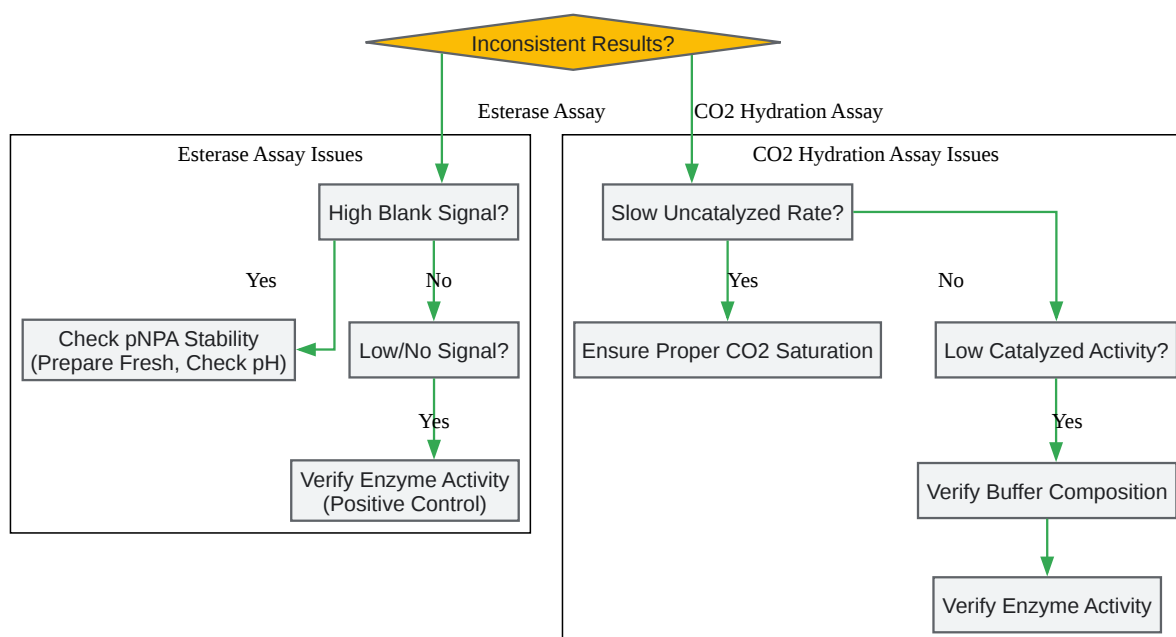 Inconsistent Results?
Esterase Assay
CO2 Hydration Assay
Esterase Assay Issues
CO2 Hydration Assay Issues
High Blank Signal?
Slow Uncatalyzed Rate?
Yes
No
Yes
No
Check pNPA Stability
(Prepare Fresh, Check pH)
Low/No Signal?
Ensure Proper CO2 Saturation
Low Catalyzed Activity?
Yes
Yes
Verify Enzyme Activity
(Positive Control)
Verify Buffer Composition
Verify Enzyme Activity